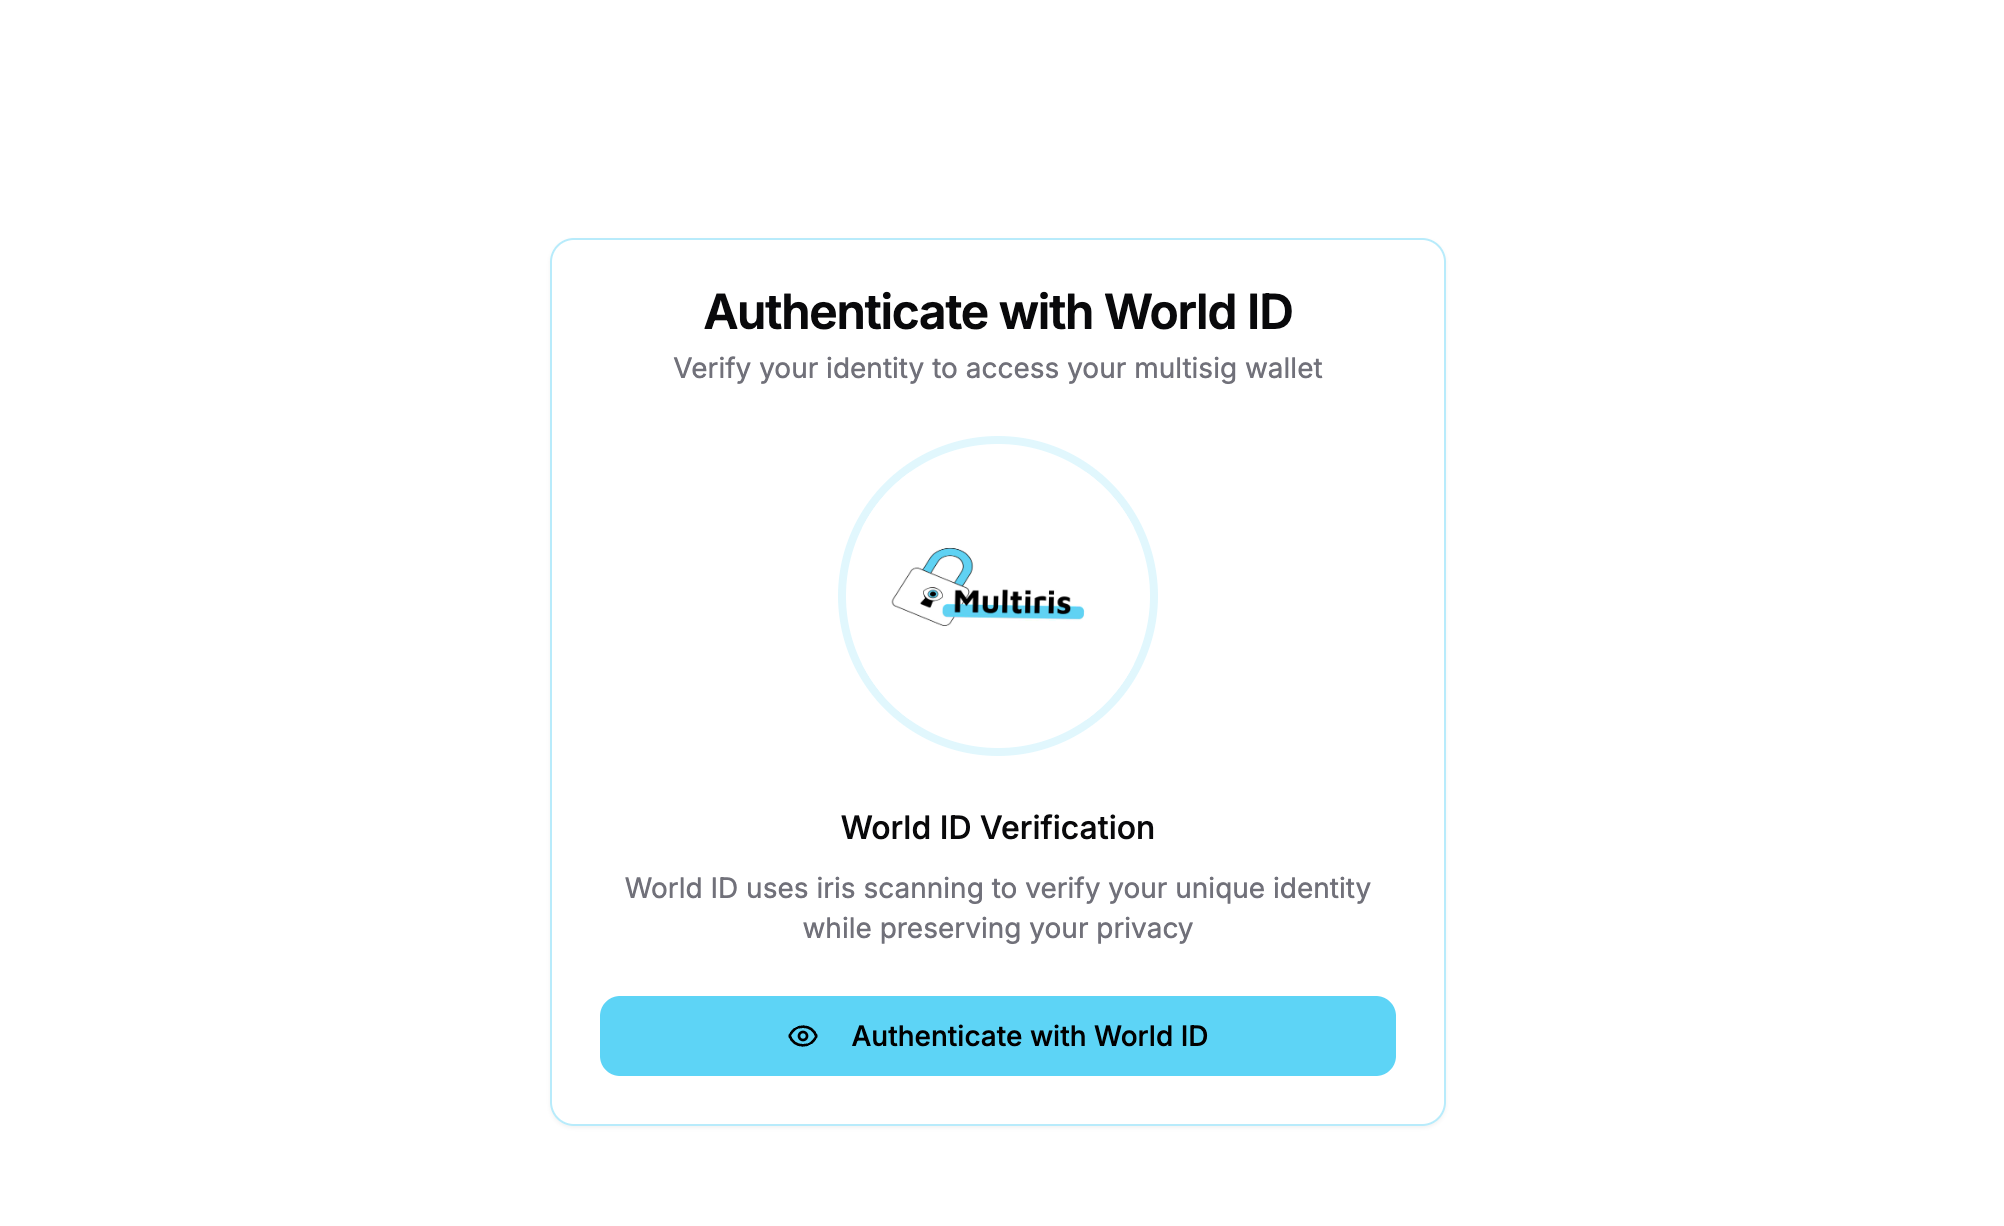 Authenticate with World ID
Verify your identity to access your multisig wallet
Multiris
World ID Verification
World ID uses iris scanning to verify your unique identity
while preserving your privacy
Authenticate with World ID